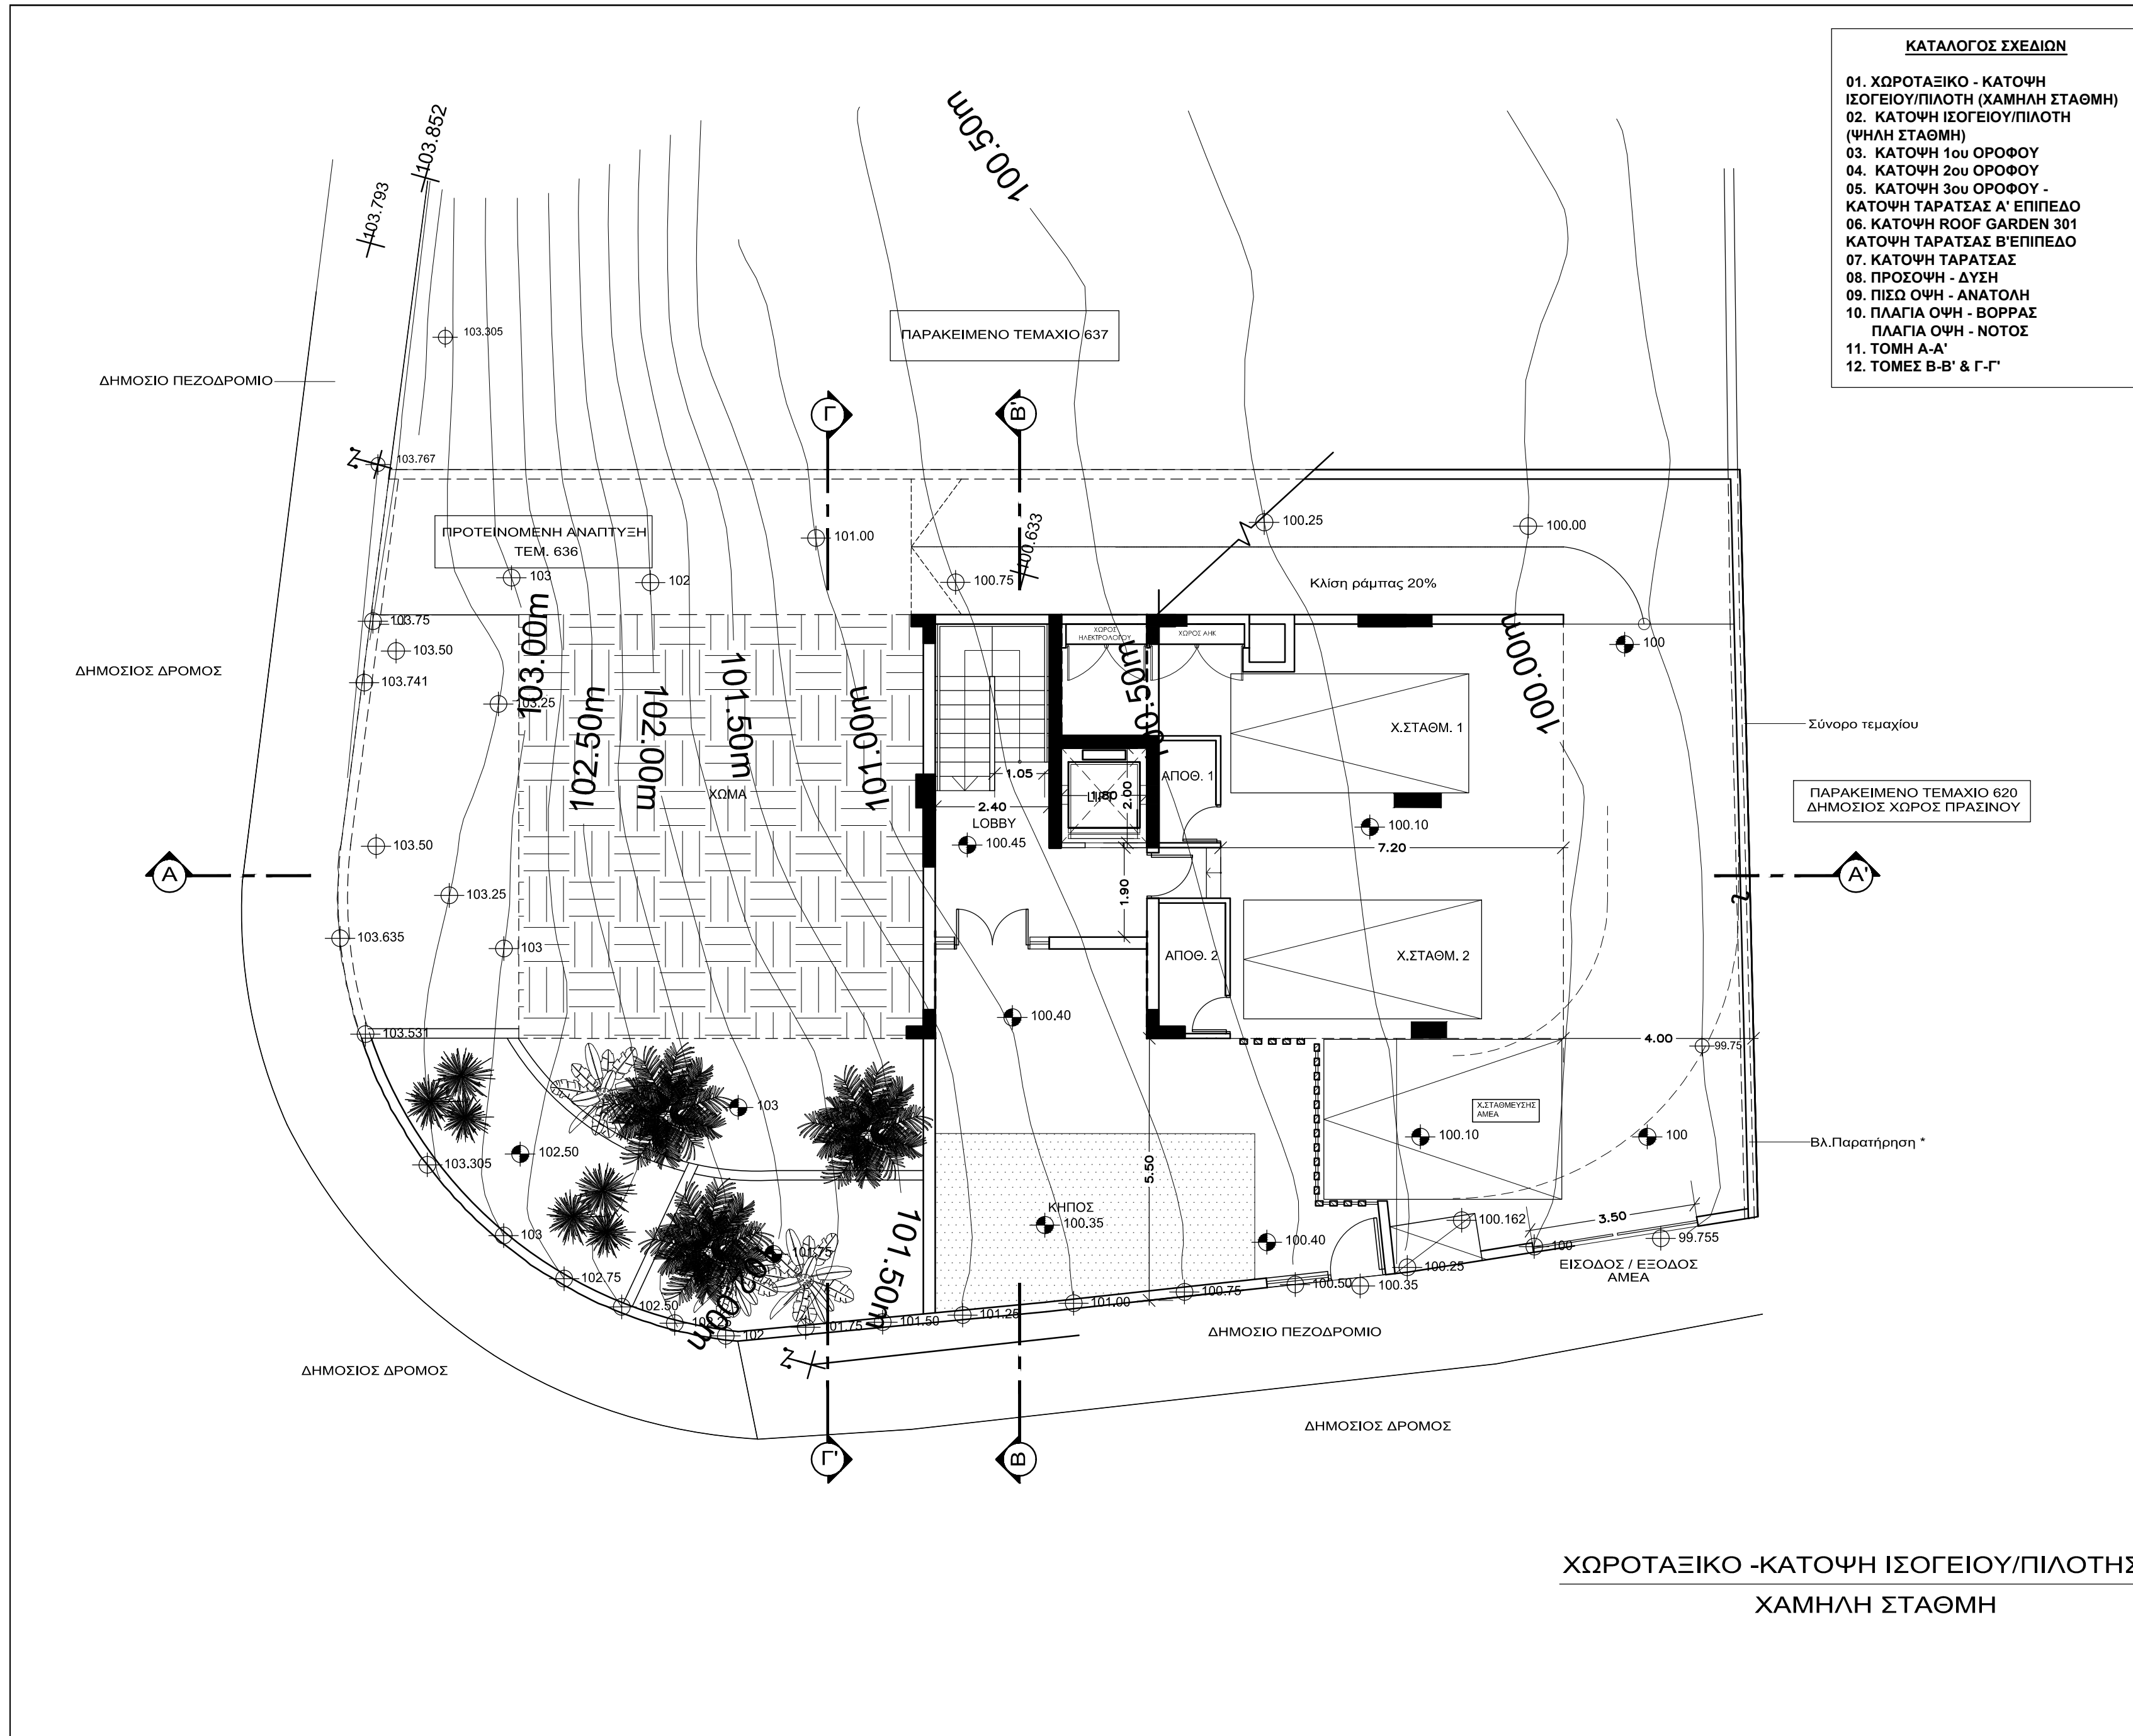 ΚΑΤΑΛΟΓΟΣ ΣΧΕΔΙΩΝ
01. ΧΩΡΟΤΑΞΙΚΟ - ΚΑΤΟΨΗ
ΙΣΟΓΕΙΟΥ/ΠΙΛΟΤΗ (ΧΑΜΗΛΗ ΣΤΑΘΜΗ)
02. ΚΑΤΟΨΗ ΙΣΟΓΕΙΟΥ/ΠΙΛΟΤΗ
(ΨΗΛΗ ΣΤΑΘΜΗ)
03. ΚΑΤΟΨΗ 1ου ΟΡΟΦΟΥ
04. ΚΑΤΟΨΗ 2ου ΟΡΟΦΟΥ
05. ΚΑΤΟΨΗ 3ου ΟΡΟΦΟΥ -
ΚΑΤΟΨΗ ΤΑΡΑΤΣΑΣ Α' ΕΠΙΠΕΔΟ
06. ΚΑΤΟΨΗ ROOF GARDEN 301
ΚΑΤΟΨΗ ΤΑΡΑΤΣΑΣ Β'ΕΠΙΠΕΔΟ
07. ΚΑΤΟΨΗ ΤΑΡΑΤΣΑΣ
08. ΠΡΟΣΟΨΗ - ΔΥΣΗ
09. ΠΙΣΩ ΟΨΗ - ΑΝΑΤΟΛΗ
10. ΠΛΑΓΙΑ ΟΨΗ - ΒΟΡΡΑΣ
ΠΛΑΓΙΑ ΟΨΗ - ΝΟΤΟΣ
11. ΤΟΜΗ Α-Α'
12. ΤΟΜΕΣ Β-Β' & Γ-Γ'
103.852
103.793
100.50m
103.305
ΠΑΡΑΚΕΙΜΕΝΟ ΤΕΜΑΧΙΟ 637
ΔΗΜΟΣΙΟ ΠΕΖΟΔΡΟΜΙΟ
Γ
Β'
103.767
ΠΡΟΤΕΙΝΟΜΕΝΗ ΑΝΑΠΤΥΞΗ
ΤΕΜ. 636
101.00
100.633
100.25
100.00
103
102
100.75
Κλίση ράμπας 20%
103.75
103.50
103.741
103.25
103.00m
102.50m
102.00m
101.50m
101.00m
100.50m
100.00m
ΧΩΡΟΣ
ΗΛΕΚΤΡΟΛΟΓΟΥ
ΧΩΡΟΣ ΑΗΚ
100
ΔΗΜΟΣΙΟΣ ΔΡΟΜΟΣ
Χ.ΣΤΑΘΜ. 1
Σύνορο τεμαχίου
ΧΩΜΑ
1.05
2.40
LOBBY
100.45
LIFT
1.80
2.00
ΑΠΟΘ. 1
100.10
7.20
ΠΑΡΑΚΕΙΜΕΝΟ ΤΕΜΑΧΙΟ 620
ΔΗΜΟΣΙΟΣ ΧΩΡΟΣ ΠΡΑΣΙΝΟΥ
103.50
Α
Α'
103.25
1.90
103.635
103
ΑΠΟΘ. 2
Χ.ΣΤΑΘΜ. 2
100.40
103.531
4.00
99.75
103
102.50
103.305
Χ.ΣΤΑΘΜΕΥΣΗΣ
ΑΜΕΑ
100.10
100
Βλ.Παρατήρηση *
5.50
ΚΗΠΟΣ
100.35
100.40
100.162
3.50
99.755
103
101.75
100
100.25
ΕΙΣΟΔΟΣ / ΕΞΟΔΟΣ
ΑΜΕΑ
102.75
102.50
102.25
102
101.75
101.50
101.50m
101.25
101.00
100.75
100.50
100.35
ΔΗΜΟΣΙΟ ΠΕΖΟΔΡΟΜΙΟ
ΔΗΜΟΣΙΟΣ ΔΡΟΜΟΣ
ΔΗΜΟΣΙΟΣ ΔΡΟΜΟΣ
Γ'
Β
ΧΩΡΟΤΑΞΙΚΟ -ΚΑΤΟΨΗ ΙΣΟΓΕΙΟΥ/ΠΙΛΟΤΗΣ
ΧΑΜΗΛΗ ΣΤΑΘΜΗ